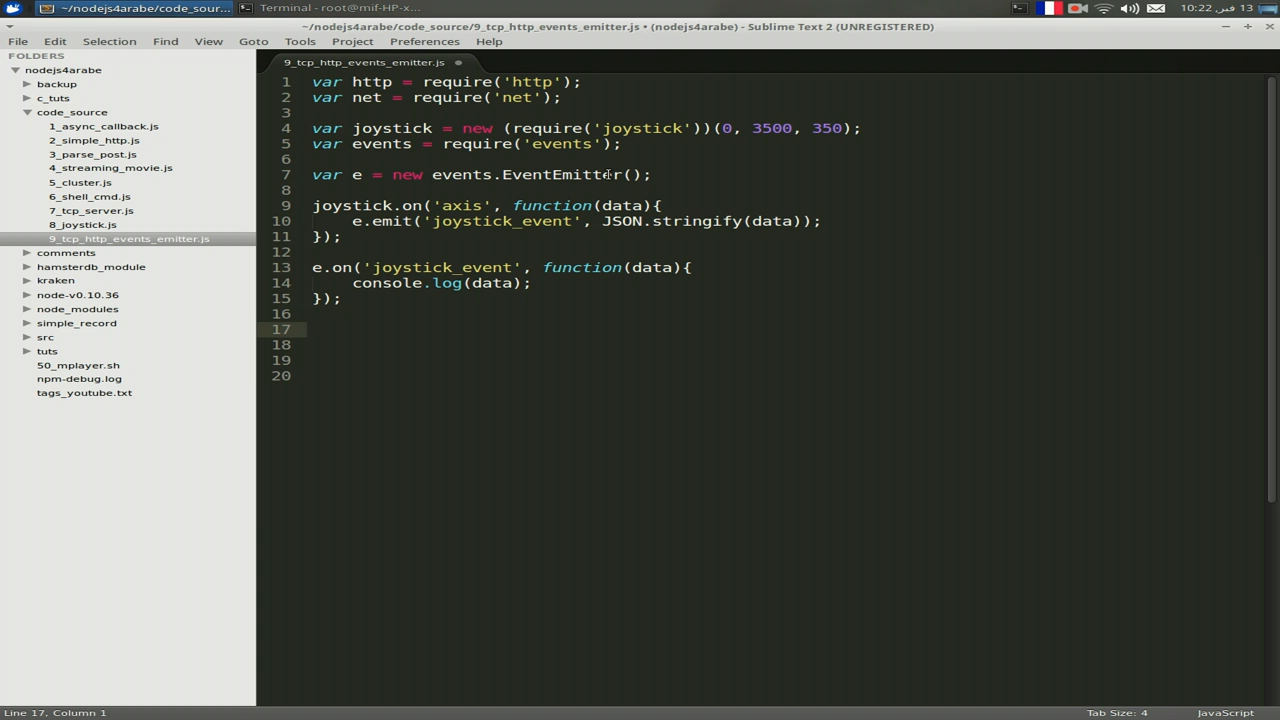 ~/nodejs4arabe/code_sour...
Terminal - root@mif-HP-x...
13 فبر, 10:22
~/nodejs4arabe/code_source/9_tcp_http_events_emitter.js • (nodejs4arabe) - Sublime Text 2 (UNREGISTERED)
File Edit Selection Find View Goto Tools Project Preferences Help
FOLDERS
nodejs4arabe
backup
c_tuts
code_source
1_async_callback.js
2_simple_http.js
3_parse_post.js
4_streaming_movie.js
5_cluster.js
6_shell_cmd.js
7_tcp_server.js
8_joystick.js
9_tcp_http_events_emitter.js
comments
hamsterdb_module
kraken
node-v0.10.36
node_modules
simple_record
src
tuts
50_mplayer.sh
npm-debug.log
tags_youtube.txt
9_tcp_http_events_emitter.js
1 var http = require('http');
2 var net = require('net');
3
4 var joystick = new (require('joystick'))(0, 3500, 350);
5 var events = require('events');
6
7 var e = new events.EventEmitter();
8
9 joystick.on('axis', function(data){
10 e.emit('joystick_event', JSON.stringify(data));
11 });
12
13 e.on('joystick_event', function(data){
14 console.log(data);
15 });
16
17
18
19
20
Line 17, Column 1
Tab Size: 4
JavaScript